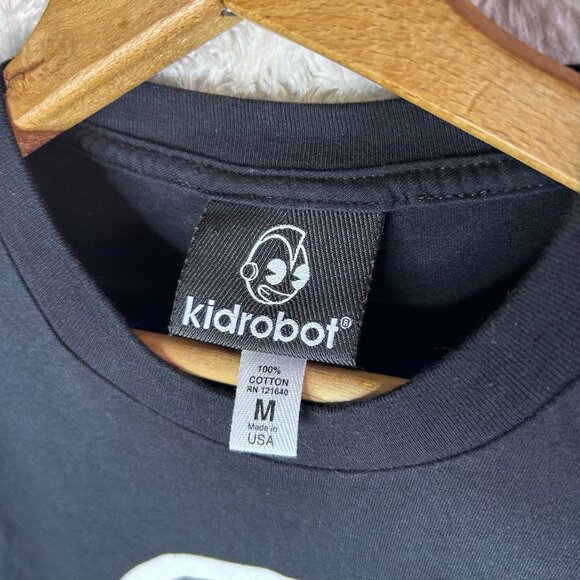 kidrobot®
100%
COTTON
RN 121640
M
Made in
USA